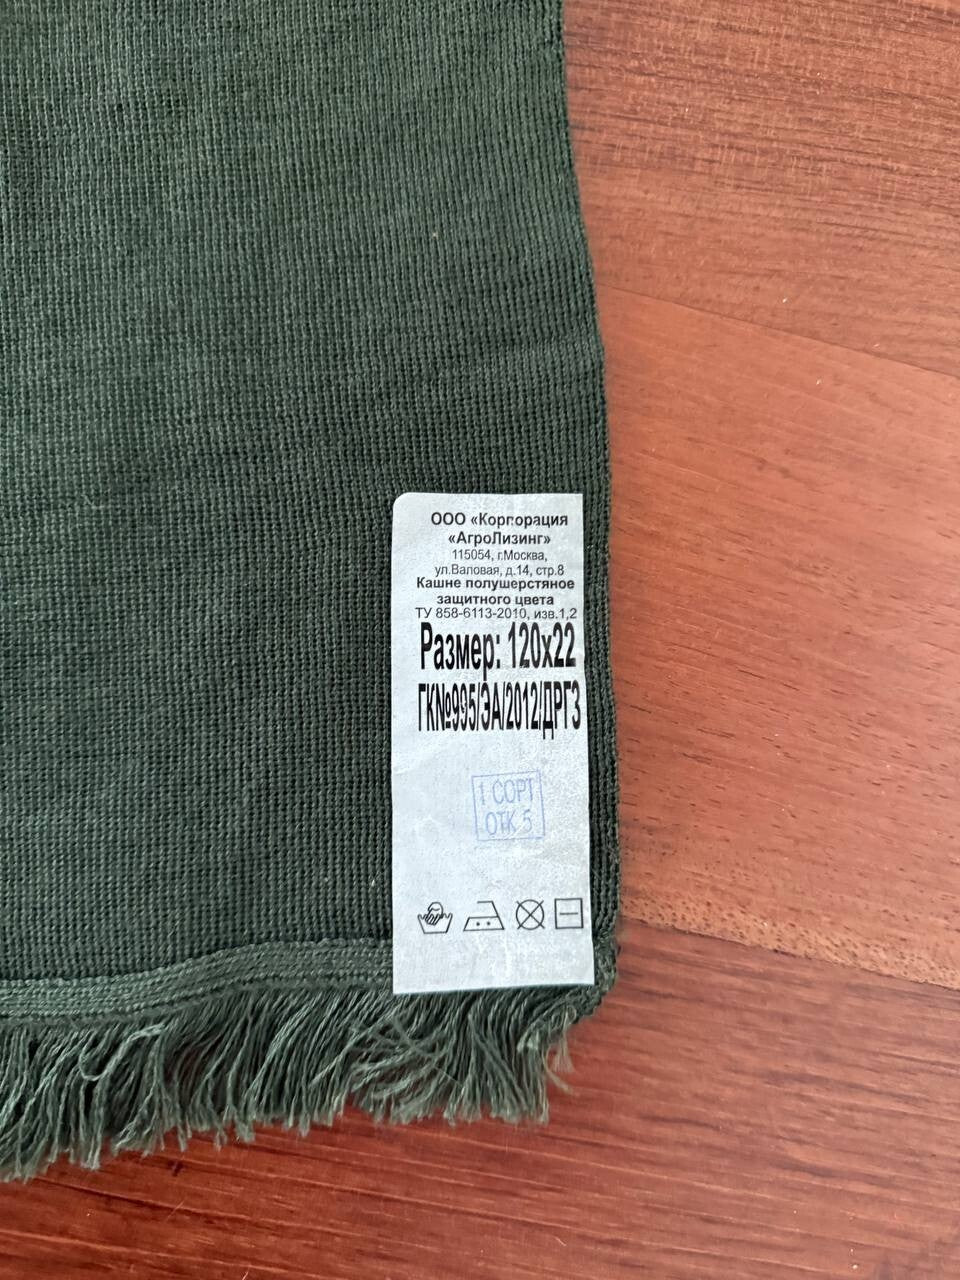 ООО «Корпорация
«АгроЛизинг»
115054, г.Москва,
ул.Валовая, д.14, стр.8
Кашне полушерстяное
защитного цвета
ТУ 858-6113-2010, изв.1,2
Размер: 120х22
ГК№995/ЭА/2012/ДРГЗ
1 СОРТ
ОТК 5